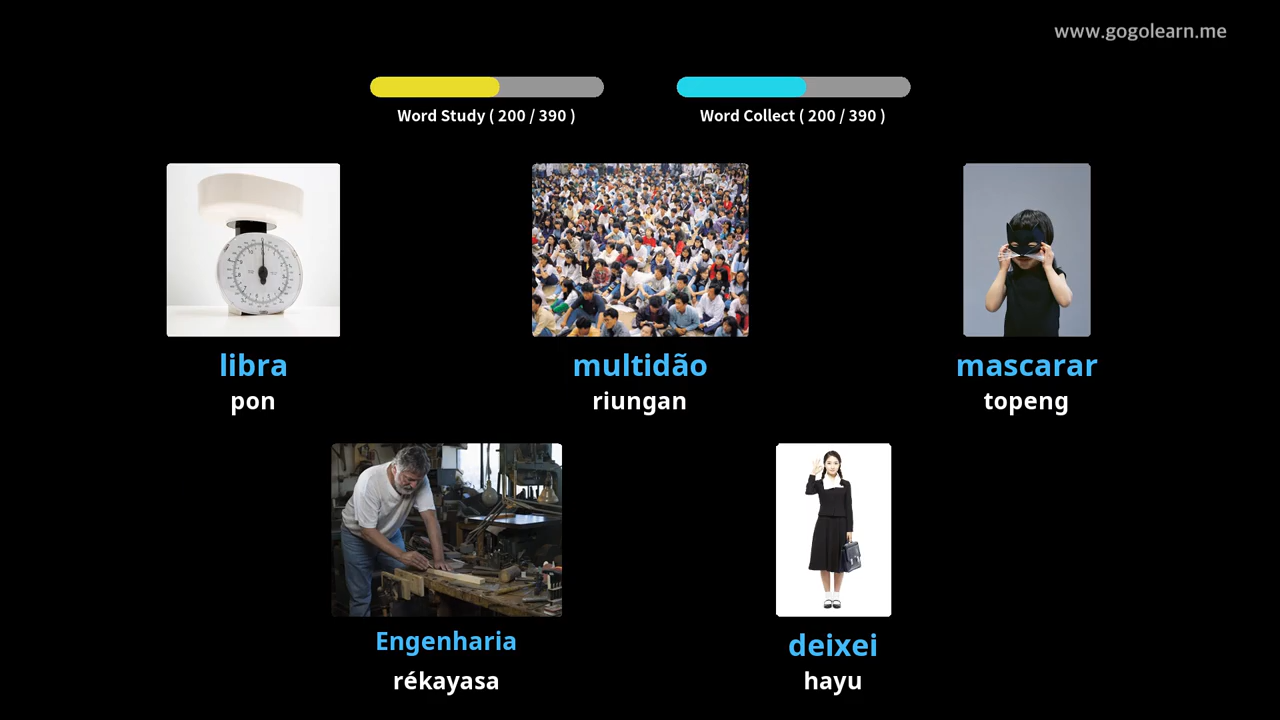 www.gogolearn.me
Word Study ( 200 / 390 )
Word Collect ( 200 / 390 )
libra
pon
multidão
riungan
mascarar
topeng
Engenharia
rékayasa
deixei
hayu